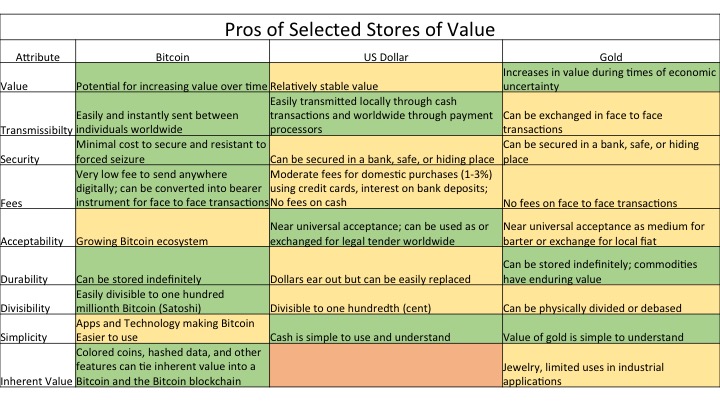 Pros of Selected Stores of Value
Attribute Bitcoin US Dollar Gold
Value Potential for increasing value over time Relatively stable value Increases in value during times of economic
uncertainty
Transmissibilty Easily and instantly sent between
individuals worldwide
Easily transmitted locally through cash
transactions and worldwide through payment
processors
Can be exchanged in face to face
transactions
Security Minimal cost to secure and resistant to
forced seizure
Can be secured in a bank, safe, or hiding place
Can be secured in a bank, safe, or hiding
place
Fees Very low fee to send anywhere
digitally; can be converted into bearer
instrument for face to face transactions
Moderate fees for domestic purchases (1-3%)
using credit cards, interest on bank deposits;
No fees on cash
No fees on face to face transactions
Acceptability Growing Bitcoin ecosystem
Near universal acceptance; can be used as or
exchanged for legal tender worldwide
Near universal acceptance as medium for
barter or exchange for local fiat
Durability Can be stored indefinitely
Dollars ear out but can be easily replaced
Can be stored indefinitely; commodities
have enduring value
Divisibility Easily divisible to one hundred
millionth Bitcoin (Satoshi)
Divisible to one hundredth (cent)
Can be physically divided or debased
Simplicity Apps and Technology making Bitcoin
Easier to use
Cash is simple to use and understand
Value of gold is simple to understand
Inherent Value Colored coins, hashed data, and other
features can tie inherent value into a
Bitcoin and the Bitcoin blockchain
Jewelry, limited uses in industrial
applications